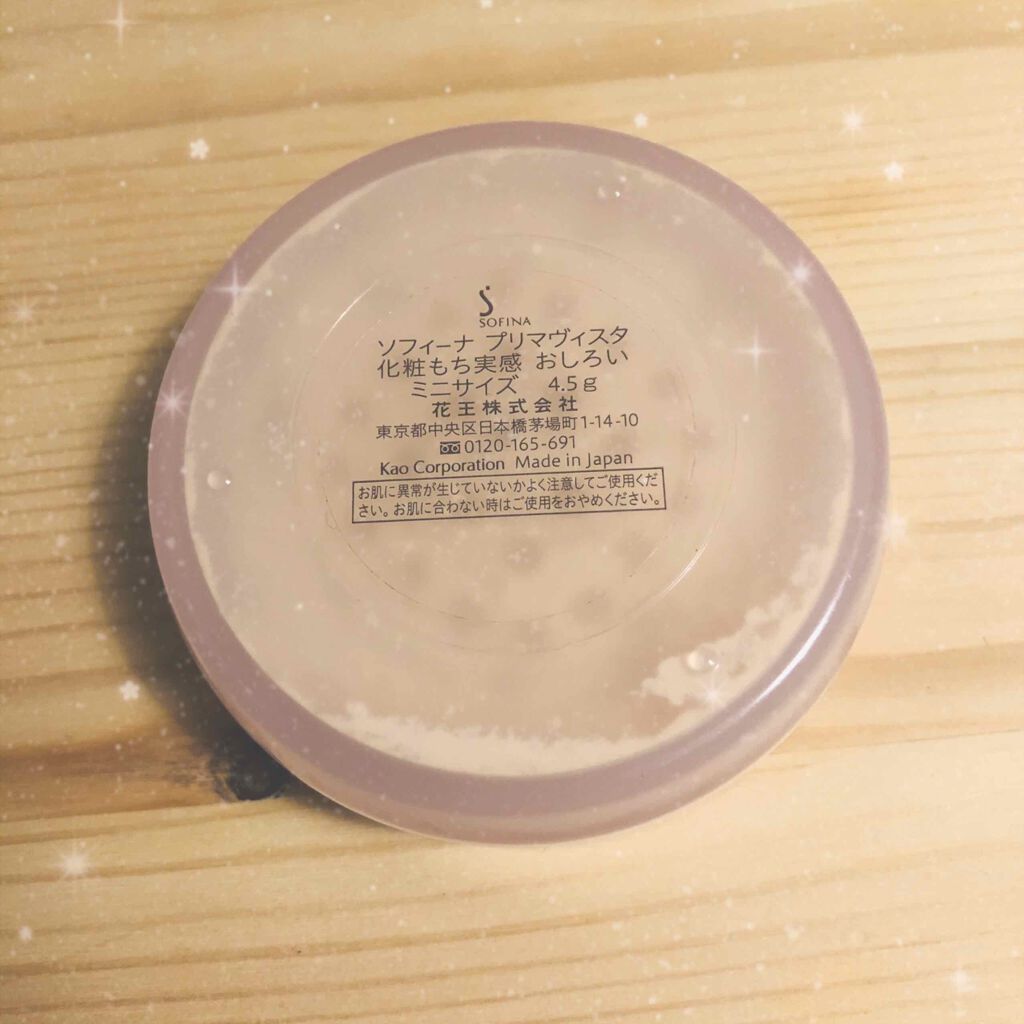 SOFINA
ソフィーナ プリマヴィスタ
化粧もち実感 おしろい
ミニサイズ 4.5g
花王株式会社
東京都中央区日本橋茅場町1-14-10
0120-165-691
Kao Corporation Made in Japan
お肌に異常が生じていないかよく注意してご使用くだ
さい。お肌に合わない時はご使用をおやめください。